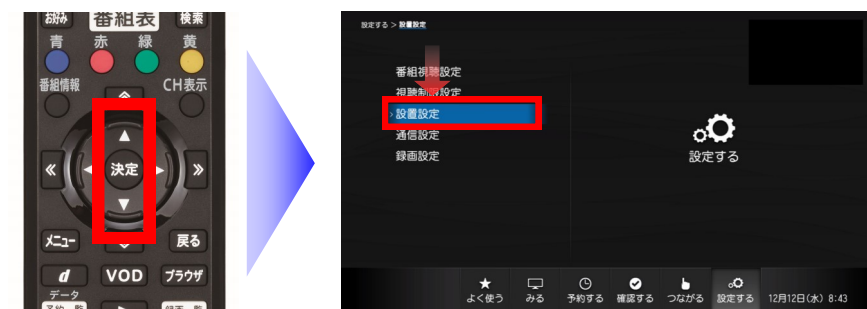 お好み 番組表 検索
青 赤 緑 黄
番組情報 CH表示
決定
メニュー 戻る
d VOD ブラウザ
データ
設定する > 設置設定
番組視聴設定
視聴制限設定
› 設置設定
通信設定
録画設定
設定する
よく使う みる 予約する 確認する つながる 設定する 12月12日(水) 8:43